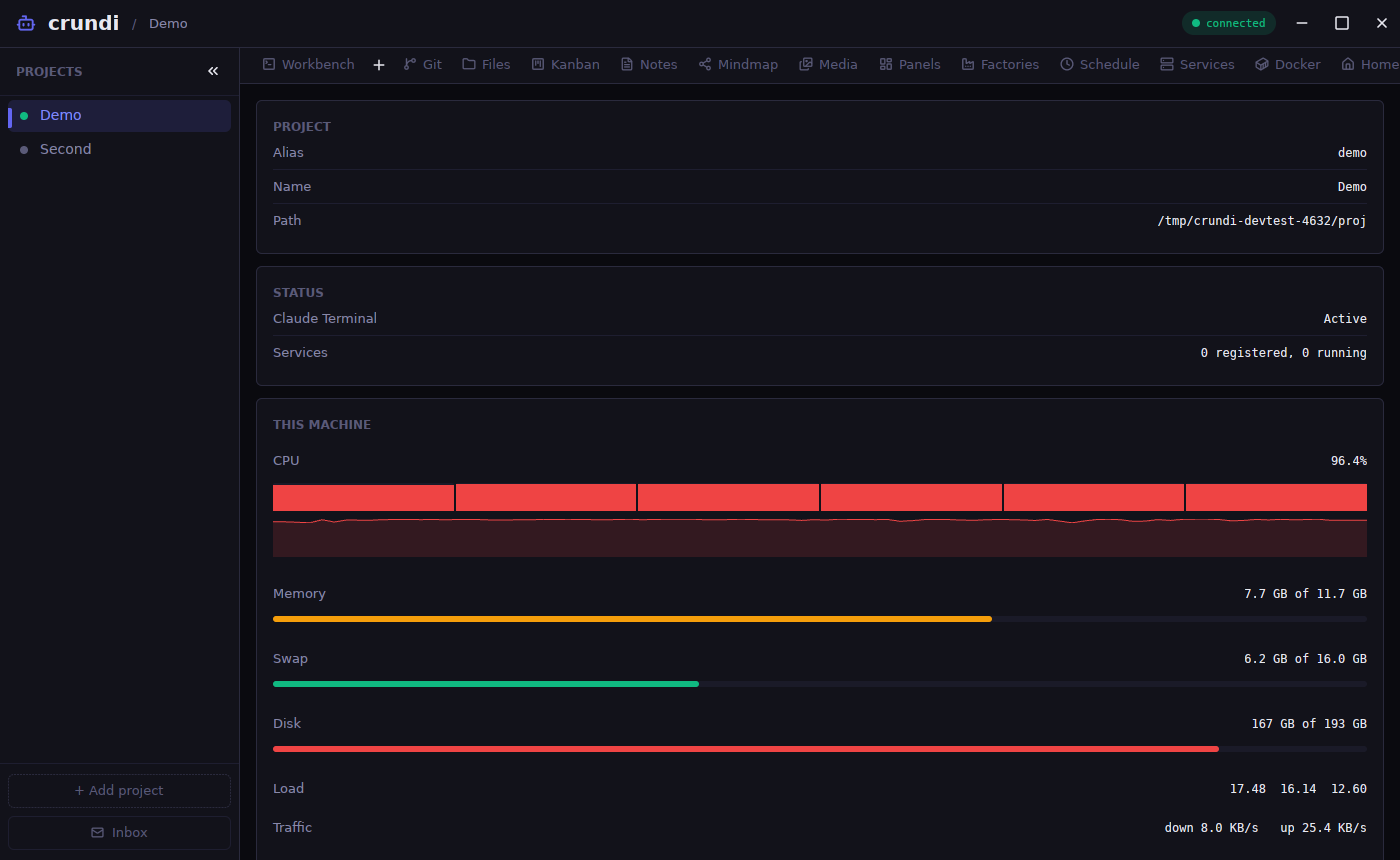 crundi / Demo
connected
PROJECTS
Workbench + Git Files Kanban Notes Mindmap Media Panels Factories Schedule Services Docker Home
Demo
Second
PROJECT
Alias demo
Name Demo
Path /tmp/crundi-devtest-4632/proj
STATUS
Claude Terminal Active
Services 0 registered, 0 running
THIS MACHINE
CPU 96.4%
Memory 7.7 GB of 11.7 GB
Swap 6.2 GB of 16.0 GB
Disk 167 GB of 193 GB
Load 17.48 16.14 12.60
Traffic down 8.0 KB/s up 25.4 KB/s
+ Add project
Inbox